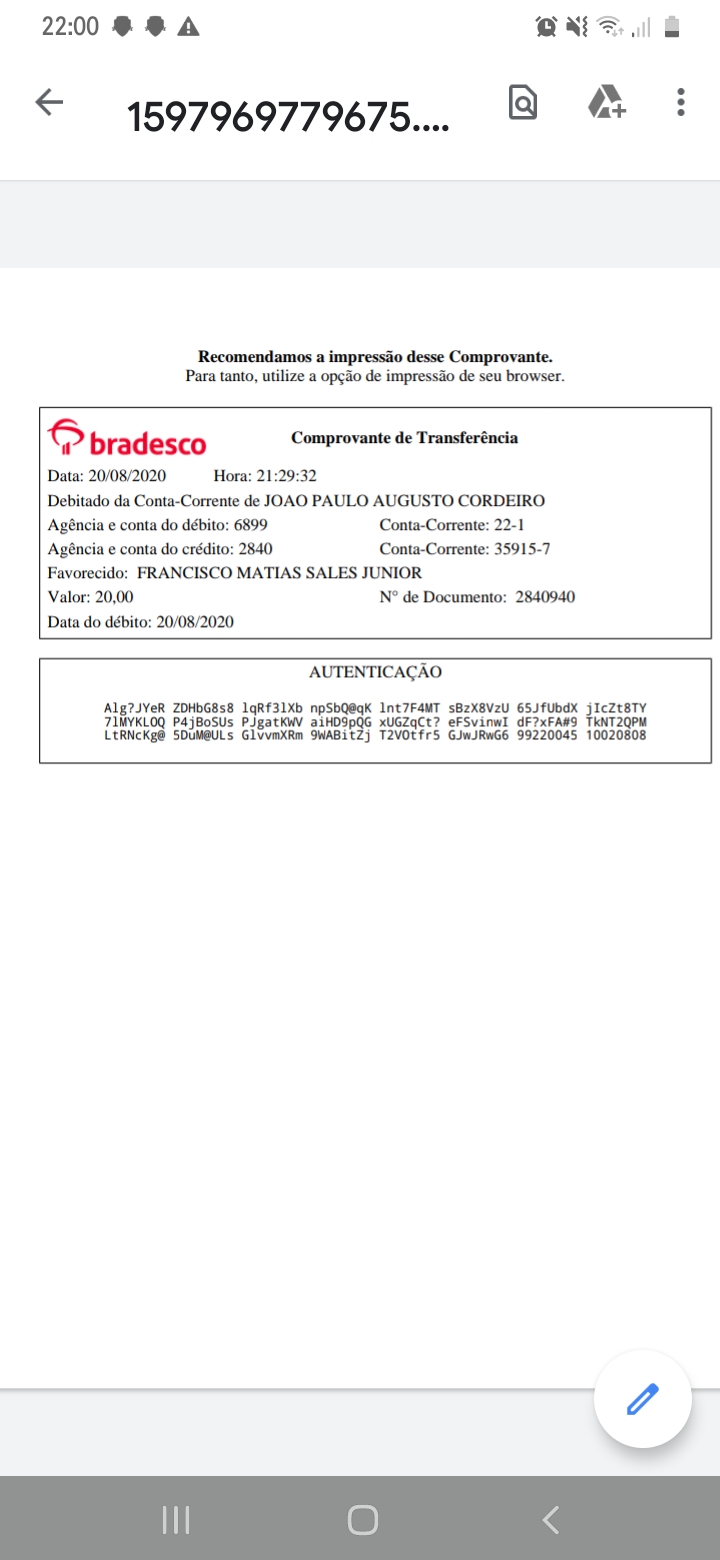 22:00
1597969779675....
Recomendamos a impressão desse Comprovante.
Para tanto, utilize a opção de impressão de seu browser.
bradesco Comprovante de Transferência
Data: 20/08/2020 Hora: 21:29:32
Debitado da Conta-Corrente de JOAO PAULO AUGUSTO CORDEIRO
Agência e conta do débito: 6899 Conta-Corrente: 22-1
Agência e conta do crédito: 2840 Conta-Corrente: 35915-7
Favorecido: FRANCISCO MATIAS SALES JUNIOR
Valor: 20,00 N° de Documento: 2840940
Data do débito: 20/08/2020
AUTENTICAÇÃO
Alg?JYeR ZDHbG8s8 lqRf3lXb npSbQ@qK lnt7F4MT sBzX8VzU 65JfUbdX jIcZt8TY
7lMYKLOQ P4jBoSUs PJgatKWV aiHD9pQG xUGZqCt? eFSvinwI dF?xFA#9 TkNT2QPM
LtRNcKg@ 5DuM@ULs GlvvmXRm 9WABitZj T2VOtfr5 GJwJRwG6 99220045 10020808